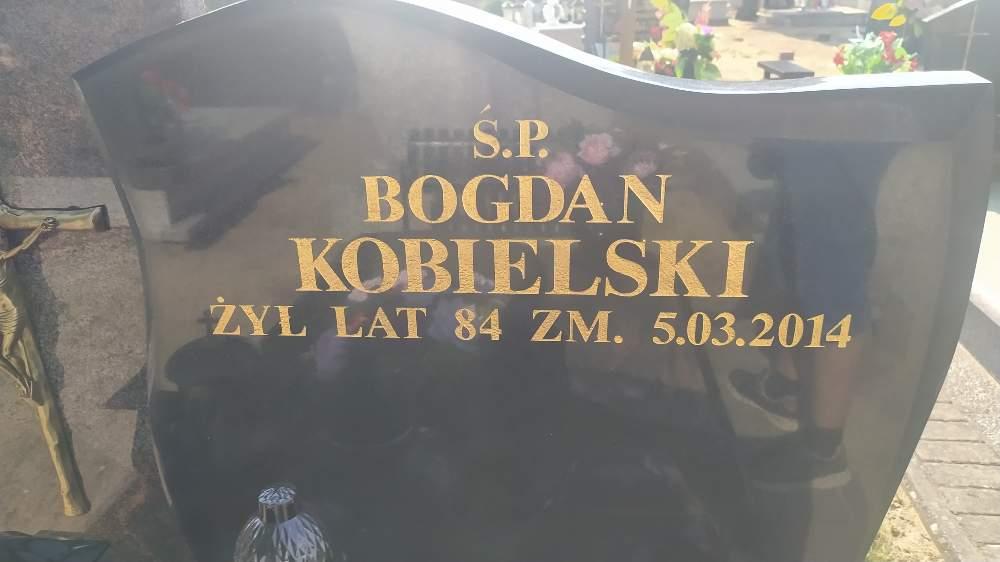 Ś.P.
BOGDAN
KOBIELSKI
ŻYŁ LAT 84 ZM. 5.03.2014